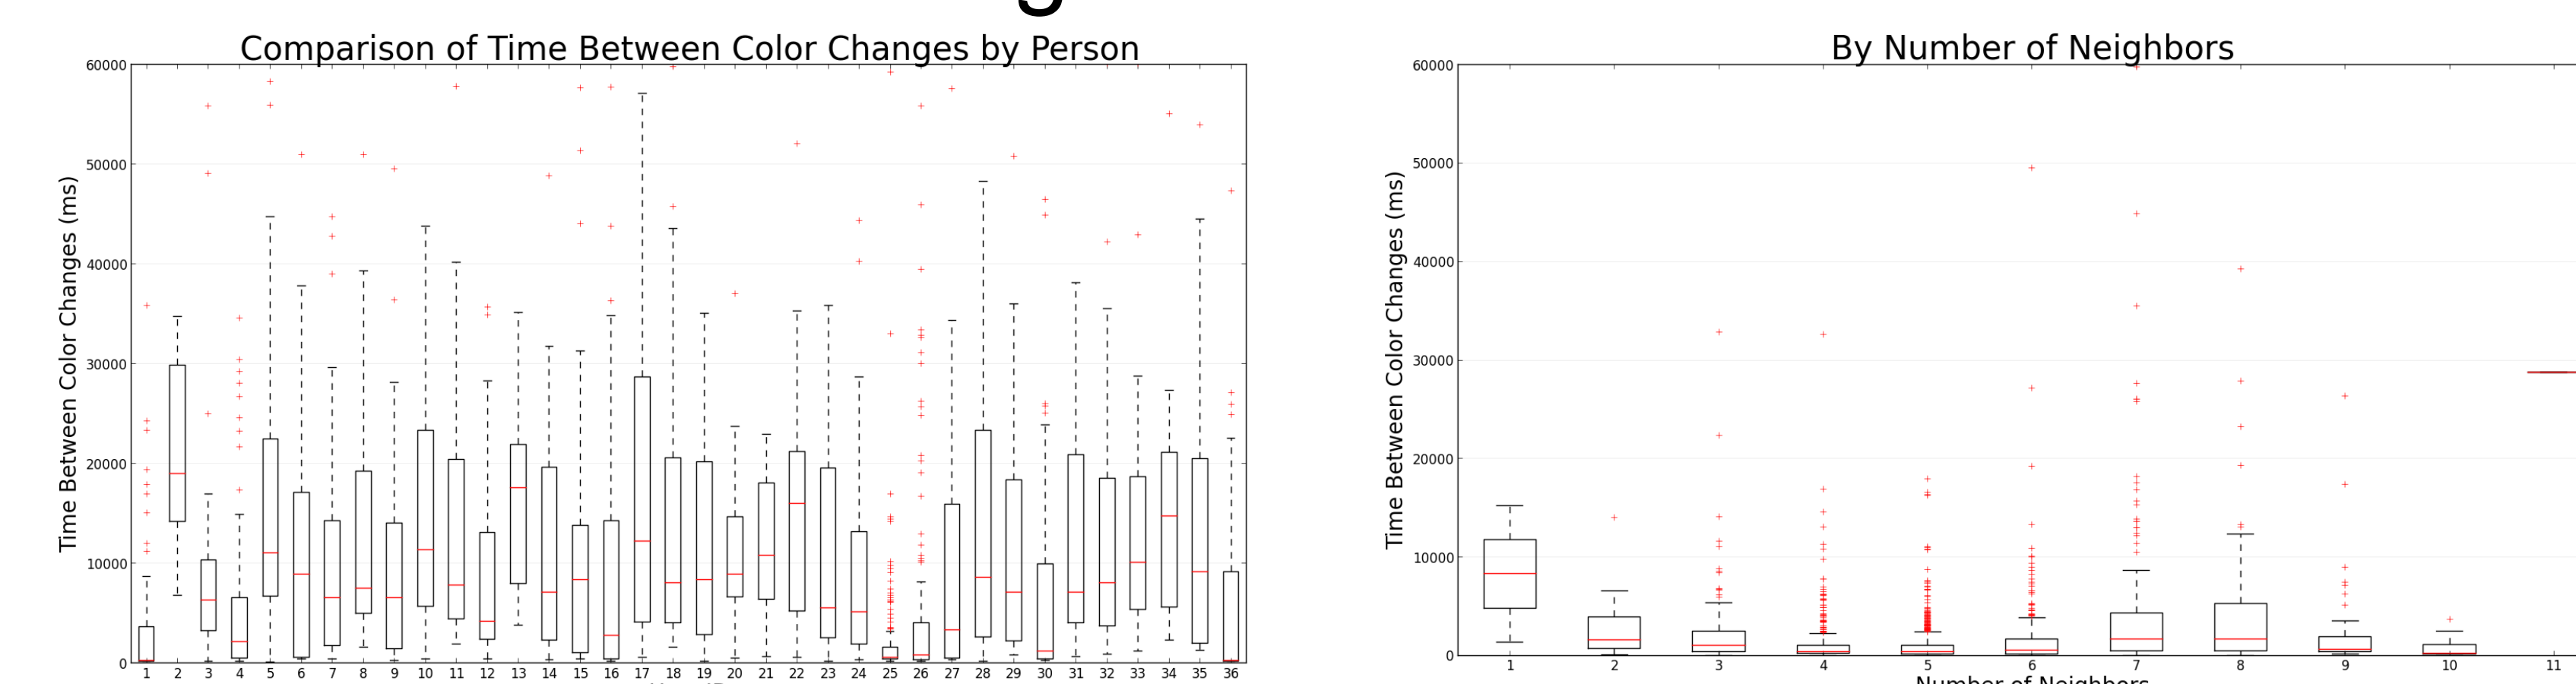 Comparison of Time Between Color Changes by Person
Time Between Color Changes (ms)
60000
50000
40000
30000
20000
10000
0
1 2 3 4 5 6 7 8 9 10 11 12 13 14 15 16 17 18 19 20 21 22 23 24 25 26 27 28 29 30 31 32 33 34 35 36
By Number of Neighbors
Time Between Color Changes (ms)
60000
50000
40000
30000
20000
10000
0
1 2 3 4 5 6 7 8 9 10 11
Number of Neighbors